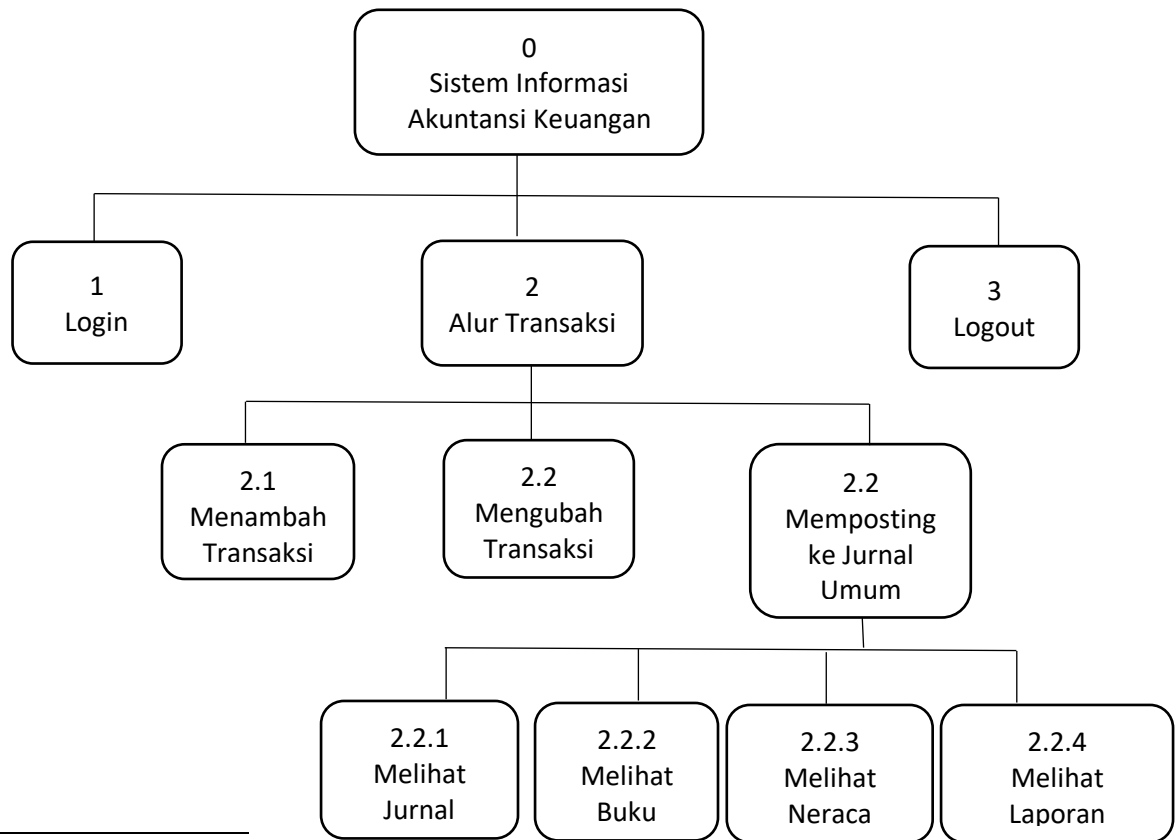 0
Sistem Informasi
Akuntansi Keuangan
1
Login
2
Alur Transaksi
3
Logout
2.1
Menambah
Transaksi
2.2
Mengubah
Transaksi
2.2
Memposting
ke Jurnal
Umum
2.2.1
Melihat
Jurnal
2.2.2
Melihat
Buku
2.2.3
Melihat
Neraca
2.2.4
Melihat
Laporan